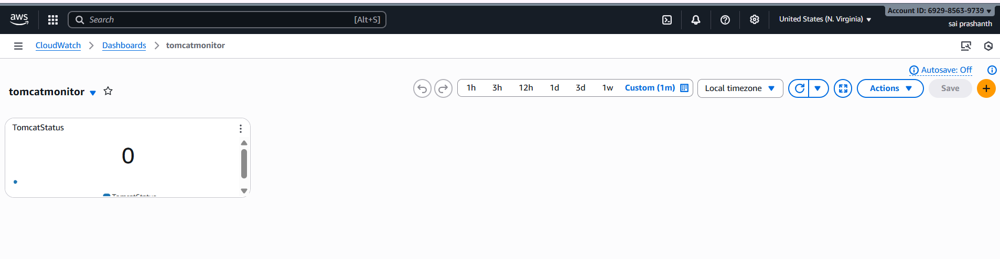 aws
Search
[Alt+S]
United States (N. Virginia)
Account ID: 6929-8563-9739
sai prashanth
CloudWatch
Dashboards
tomcatmonitor
Autosave: Off
tomcatmonitor
1h 3h 12h 1d 3d 1w Custom (1m)
Local timezone
Actions
Save
TomcatStatus
0
TomcatStatus